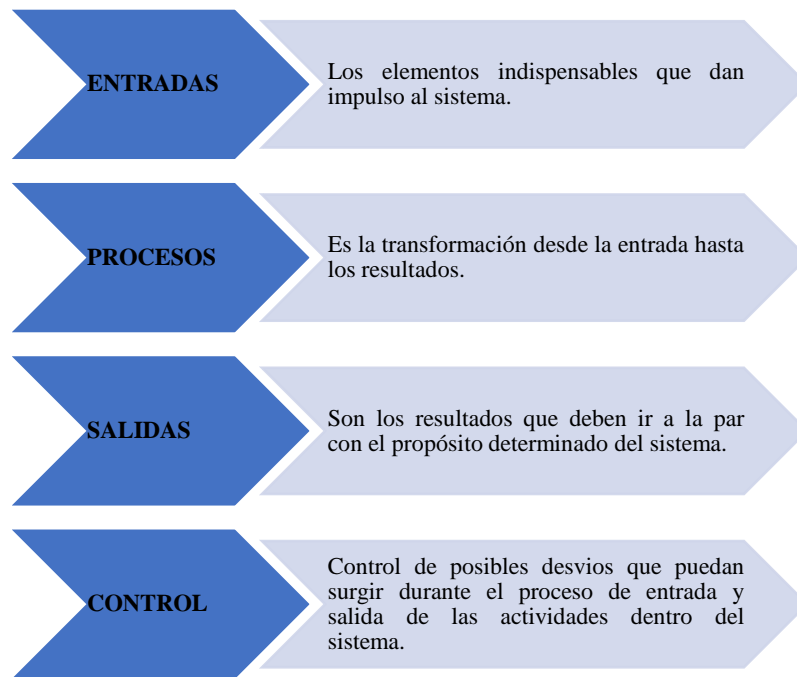 ENTRADAS
Los elementos indispensables que dan
impulso al sistema.
PROCESOS
Es la transformación desde la entrada hasta
los resultados.
SALIDAS
Son los resultados que deben ir a la par
con el propósito determinado del sistema.
CONTROL
Control de posibles desvios que puedan
surgir durante el proceso de entrada y
salida de las actividades dentro del
sistema.